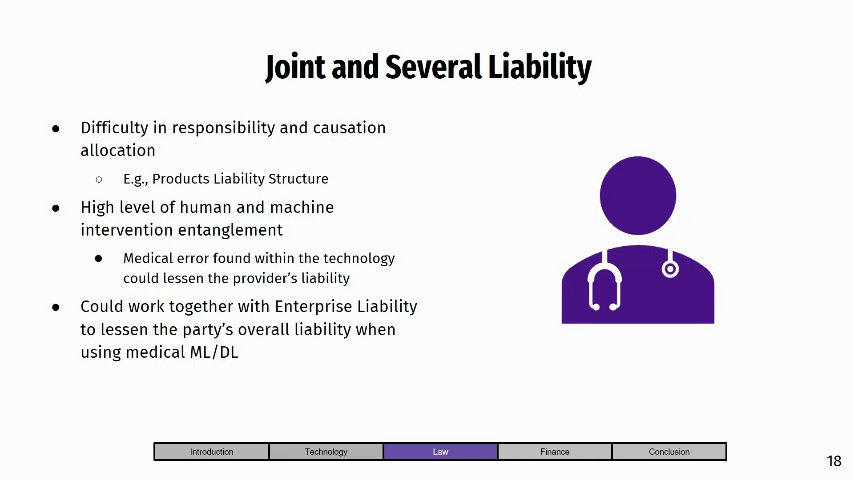 Joint and Several Liability
● Difficulty in responsibility and causation
allocation
○ E.g., Products Liability Structure
● High level of human and machine
intervention entanglement
● Medical error found within the technology
could lessen the provider's liability
● Could work together with Enterprise Liability
to lessen the party's overall liability when
using medical ML/DL
Introduction Technology Law Finance Conclusion
18